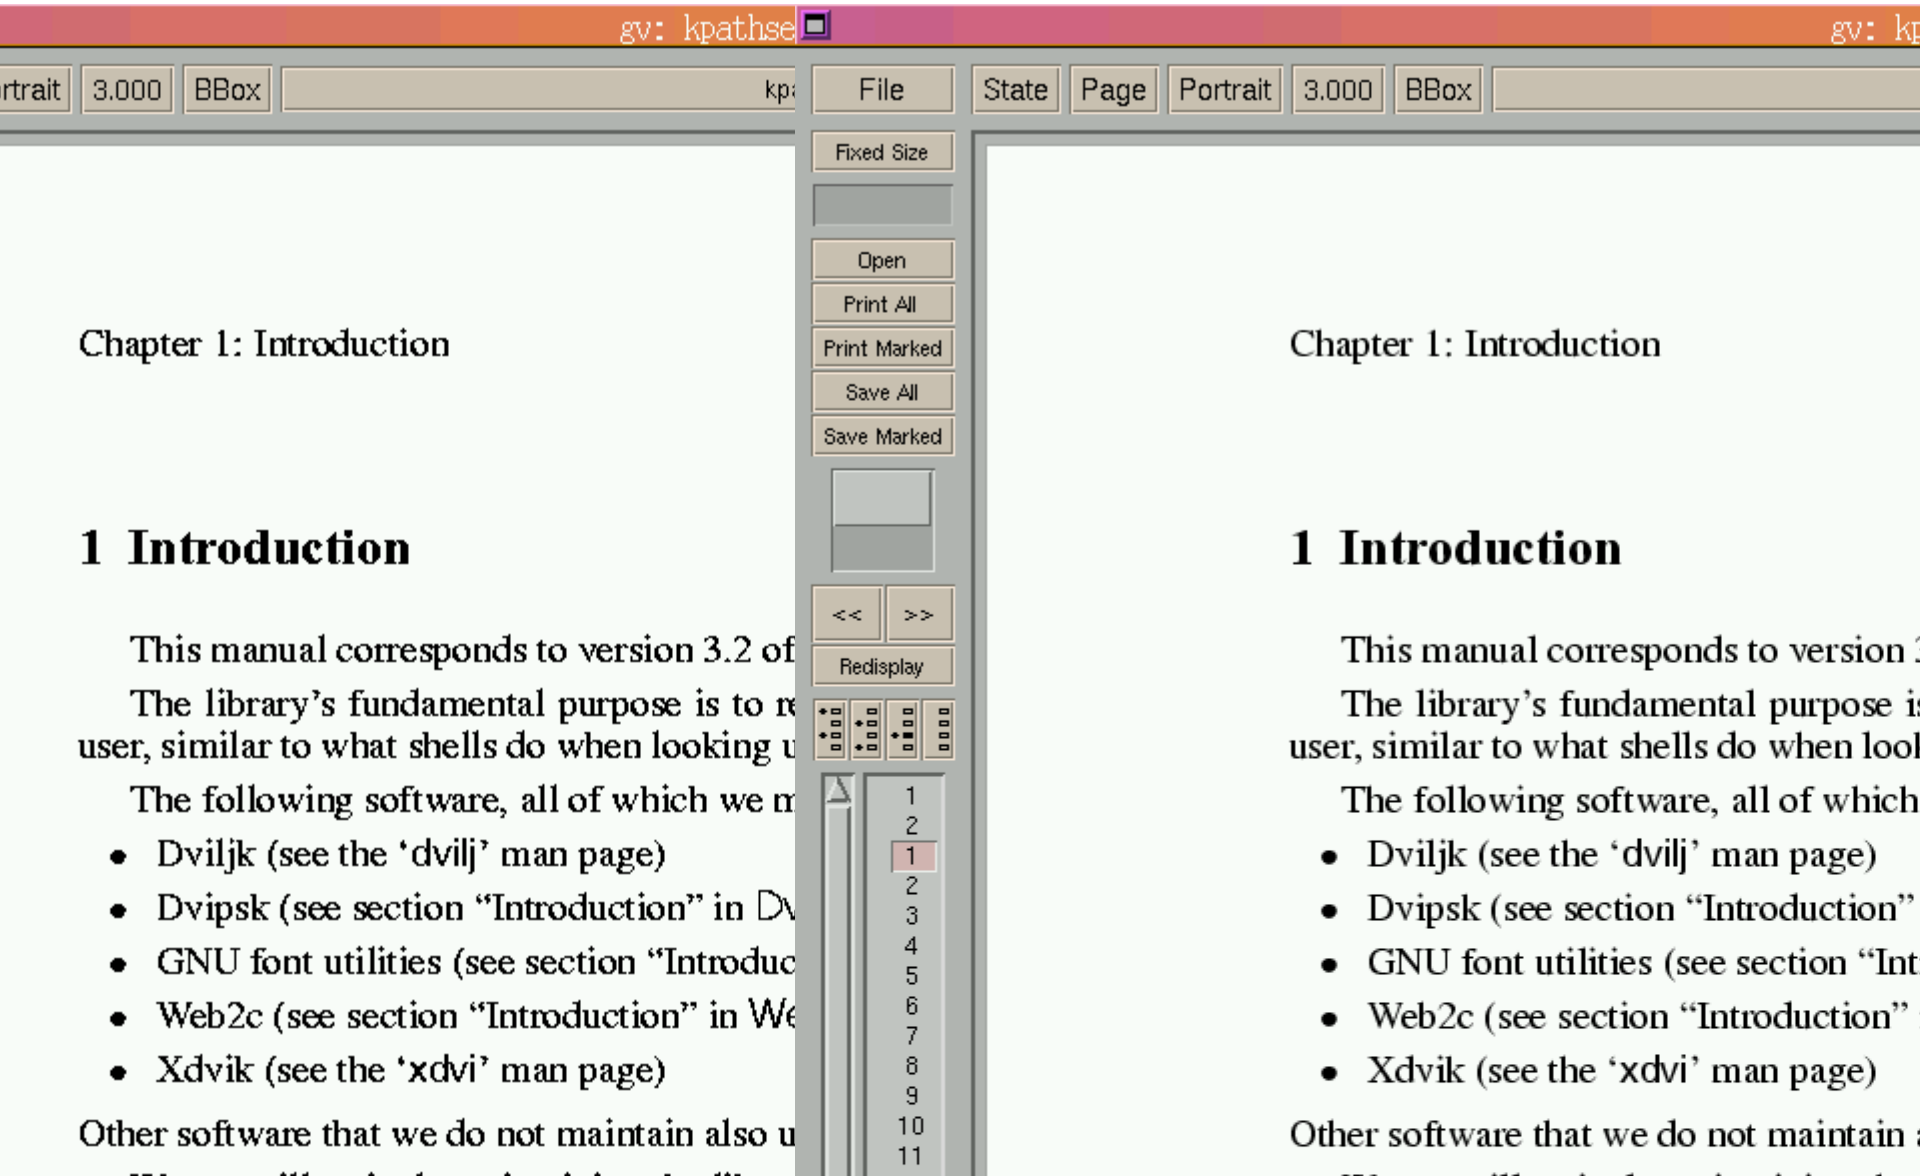 gv: kpathse
rtrait 3.000 BBox
Chapter 1: Introduction
1 Introduction
This manual corresponds to version 3.2 of
The library’s fundamental purpose is to
user, similar to what shells do when looking
The following software, all of which we
• Dviljk (see the ‘dvilj’ man page)
• Dvipsk (see section “Introduction” in
• GNU font utilities (see section “Introduc
• Web2c (see section “Introduction” in
• Xdvik (see the ‘xdvi’ man page)
Other software that we do not maintain also
gv: kp
File State Page Portrait 3.000 BBox
Fixed Size
Open
Print All
Print Marked
Save All
Save Marked
<< >>
Redisplay
1
2
1
2
3
4
5
6
7
8
9
10
11
Chapter 1: Introduction
1 Introduction
This manual corresponds to version
The library’s fundamental purpose is
user, similar to what shells do when look
The following software, all of which
• Dviljk (see the ‘dvilj’ man page)
• Dvipsk (see section “Introduction”
• GNU font utilities (see section “Int
• Web2c (see section “Introduction”
• Xdvik (see the ‘xdvi’ man page)
Other software that we do not maintain